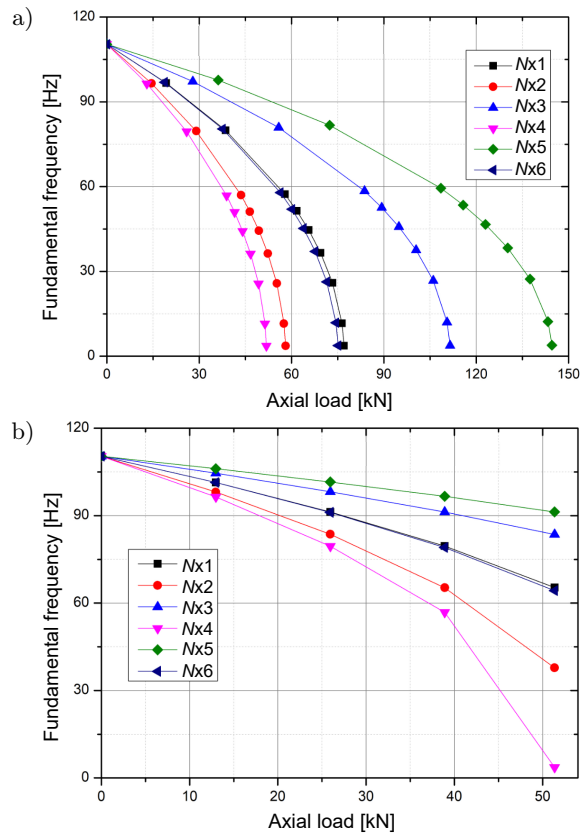 a)
120
90
60
30
0
Fundamental frequency [Hz]
Nx1
Nx2
Nx3
Nx4
Nx5
Nx6
0 30 60 90 120 150
Axial load [kN]
b)
120
90
60
30
0
Fundamental frequency [Hz]
Nx1
Nx2
Nx3
Nx4
Nx5
Nx6
0 10 20 30 40 50
Axial load [kN]